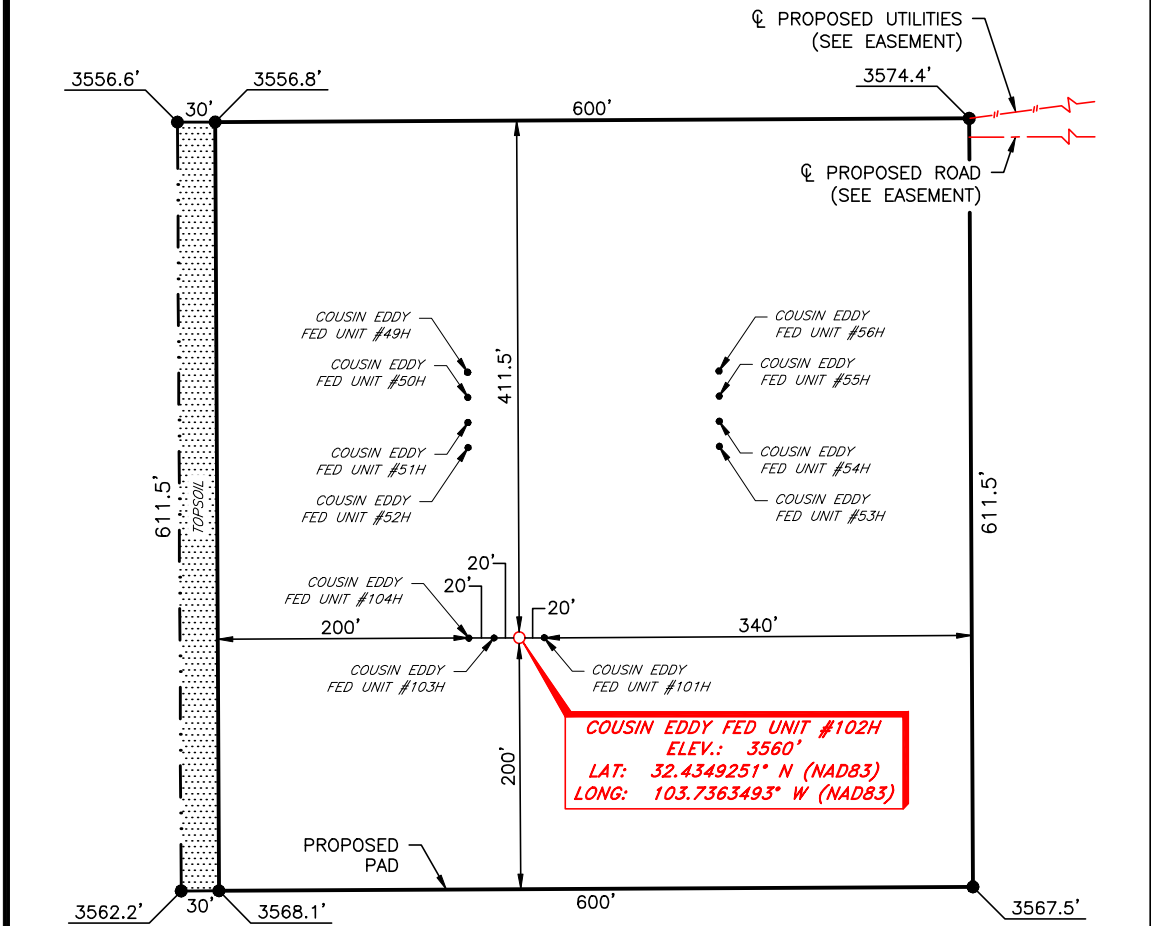 ℄ PROPOSED UTILITIES
(SEE EASEMENT)
3556.6'
3556.8'
3574.4'
30'
600'
℄ PROPOSED ROAD
(SEE EASEMENT)
COUSIN EDDY
FED UNIT #49H
COUSIN EDDY
FED UNIT #50H
COUSIN EDDY
FED UNIT #51H
COUSIN EDDY
FED UNIT #52H
411.5'
COUSIN EDDY
FED UNIT #56H
COUSIN EDDY
FED UNIT #55H
COUSIN EDDY
FED UNIT #54H
COUSIN EDDY
FED UNIT #53H
611.5'
TOPSOIL
611.5'
COUSIN EDDY
FED UNIT #104H
20'
20'
20'
200'
340'
COUSIN EDDY
FED UNIT #103H
COUSIN EDDY
FED UNIT #101H
COUSIN EDDY FED UNIT #102H
ELEV.: 3560'
LAT: 32.4349251° N (NAD83)
LONG: 103.7363493° W (NAD83)
200'
PROPOSED
PAD
3562.2'
30'
3568.1'
600'
3567.5'